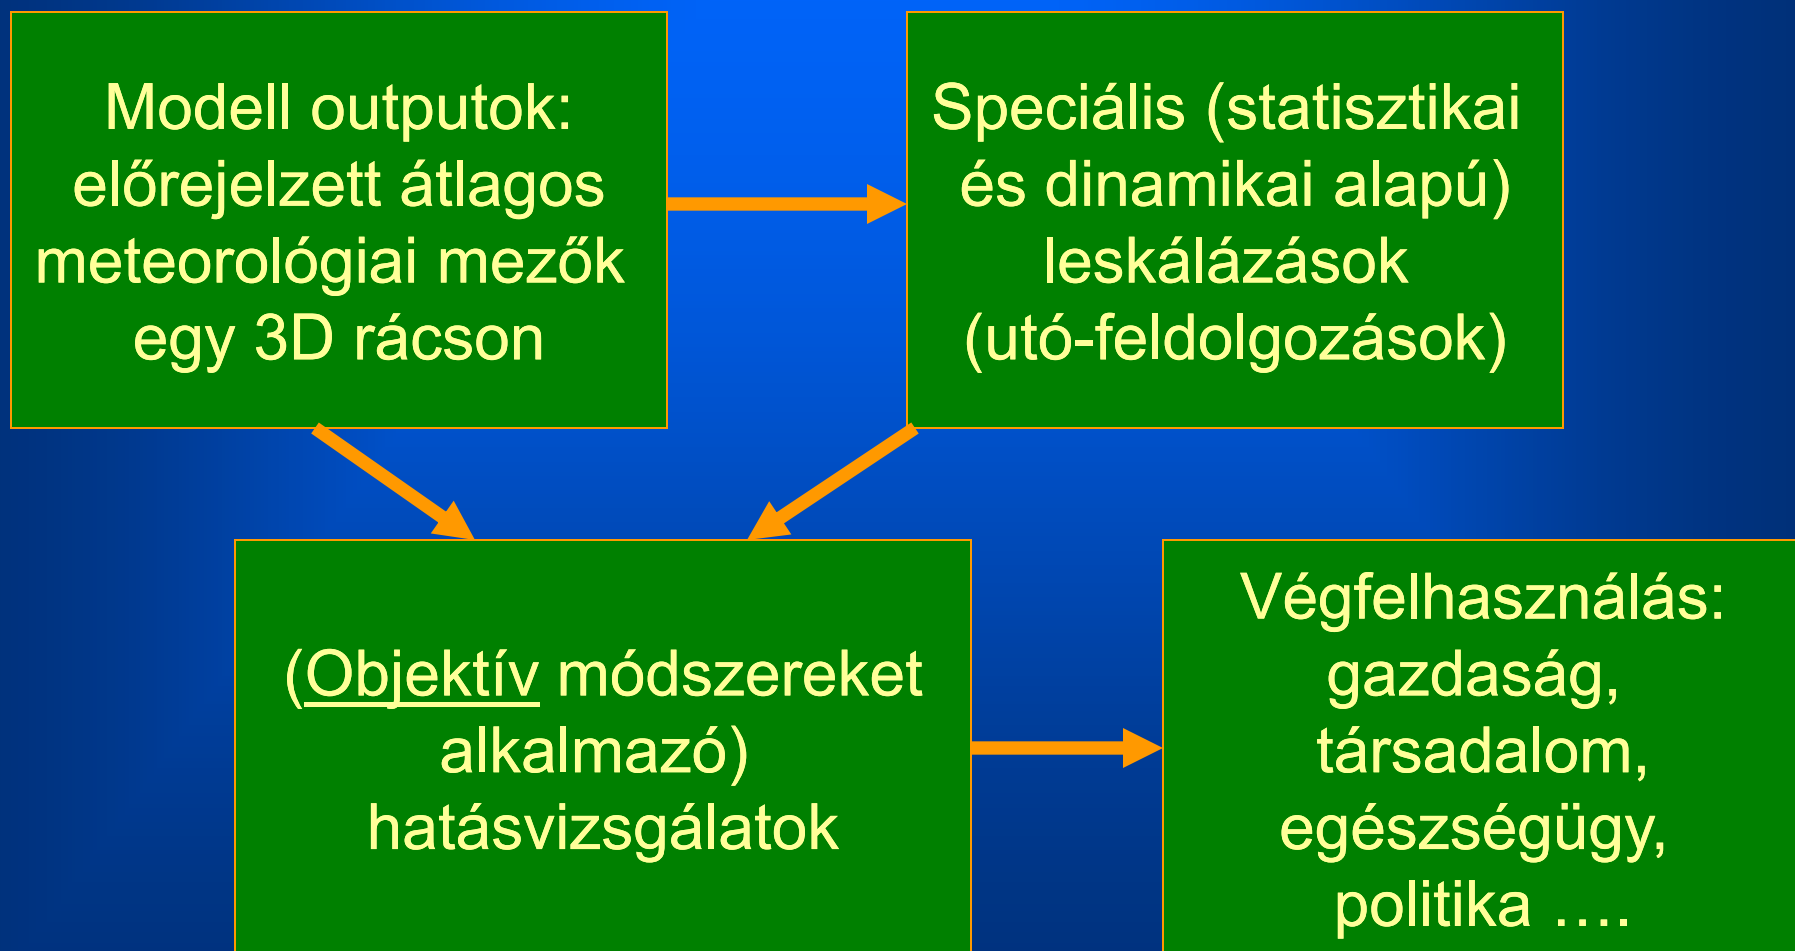 Modell outputok:
előrejelzett átlagos
meteorológiai mezők
egy 3D rácson
Speciális (statisztikai
és dinamikai alapú)
leskálázások
(utó-feldolgozások)
(Objektív módszereket
alkalmazó)
hatásvizsgálatok
Végfelhasználás:
gazdaság,
társadalom,
egészségügy,
politika ….